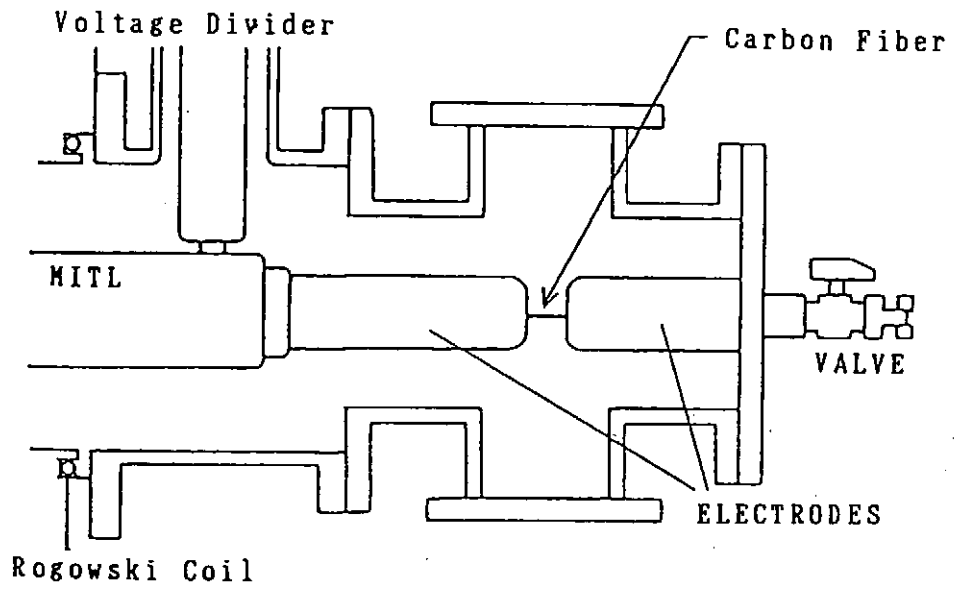 Voltage Divider
Carbon Fiber
MITL
VALVE
ELECTRODES
Rogowski Coil